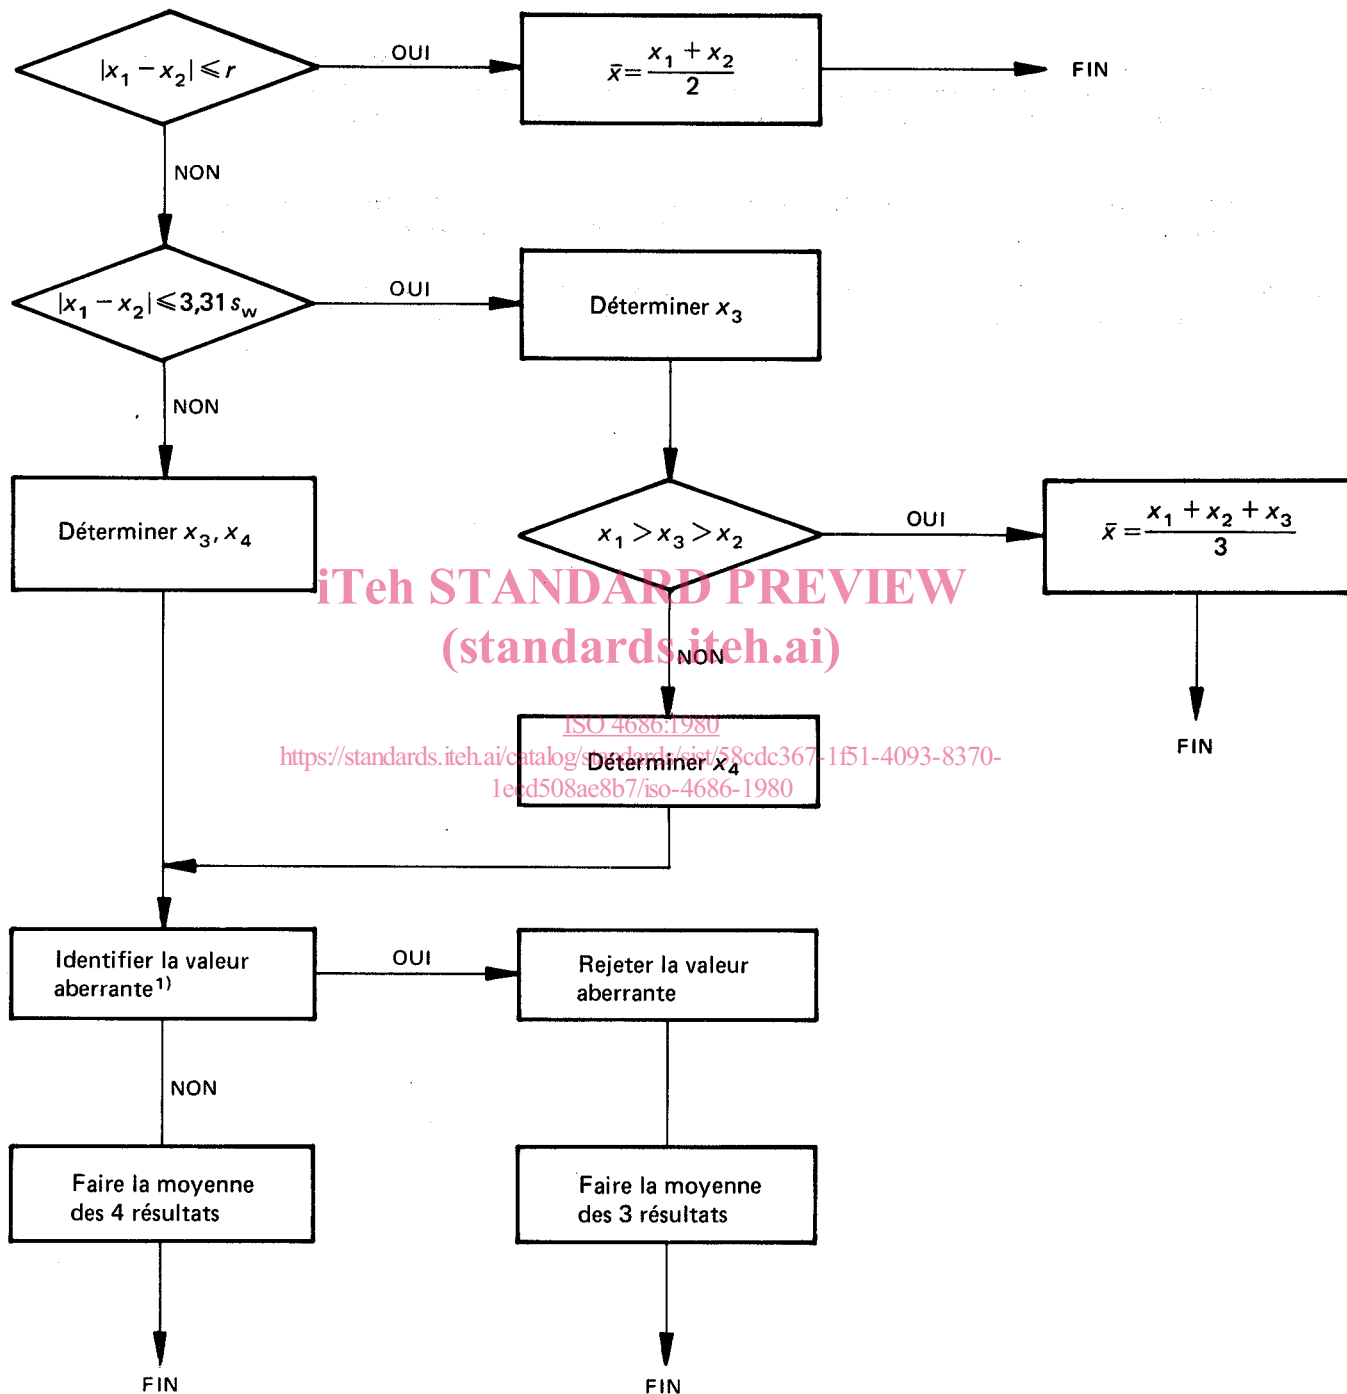 |x₁ − x₂| ⩽ r
OUI
x̄ = (x₁ + x₂) / 2
FIN
NON
|x₁ − x₂| ⩽ 3,31 s_w
OUI
Déterminer x₃
NON
Déterminer x₃, x₄
x₁ > x₃ > x₂
OUI
x̄ = (x₁ + x₂ + x₃) / 3
iTeh STANDARD PREVIEW
(standards.iteh.ai)
NON
ISO 4686:1980
FIN
https://standards.iteh.ai/catalog/standards/sist/58cdc367-1f51-4093-8370-
Déterminer x₄
1ecd508ae8b7/iso-4686-1980
Identifier la valeur
aberrante¹⁾
OUI
Rejeter la valeur
aberrante
NON
Faire la moyenne
des 4 résultats
Faire la moyenne
des 3 résultats
FIN
FIN